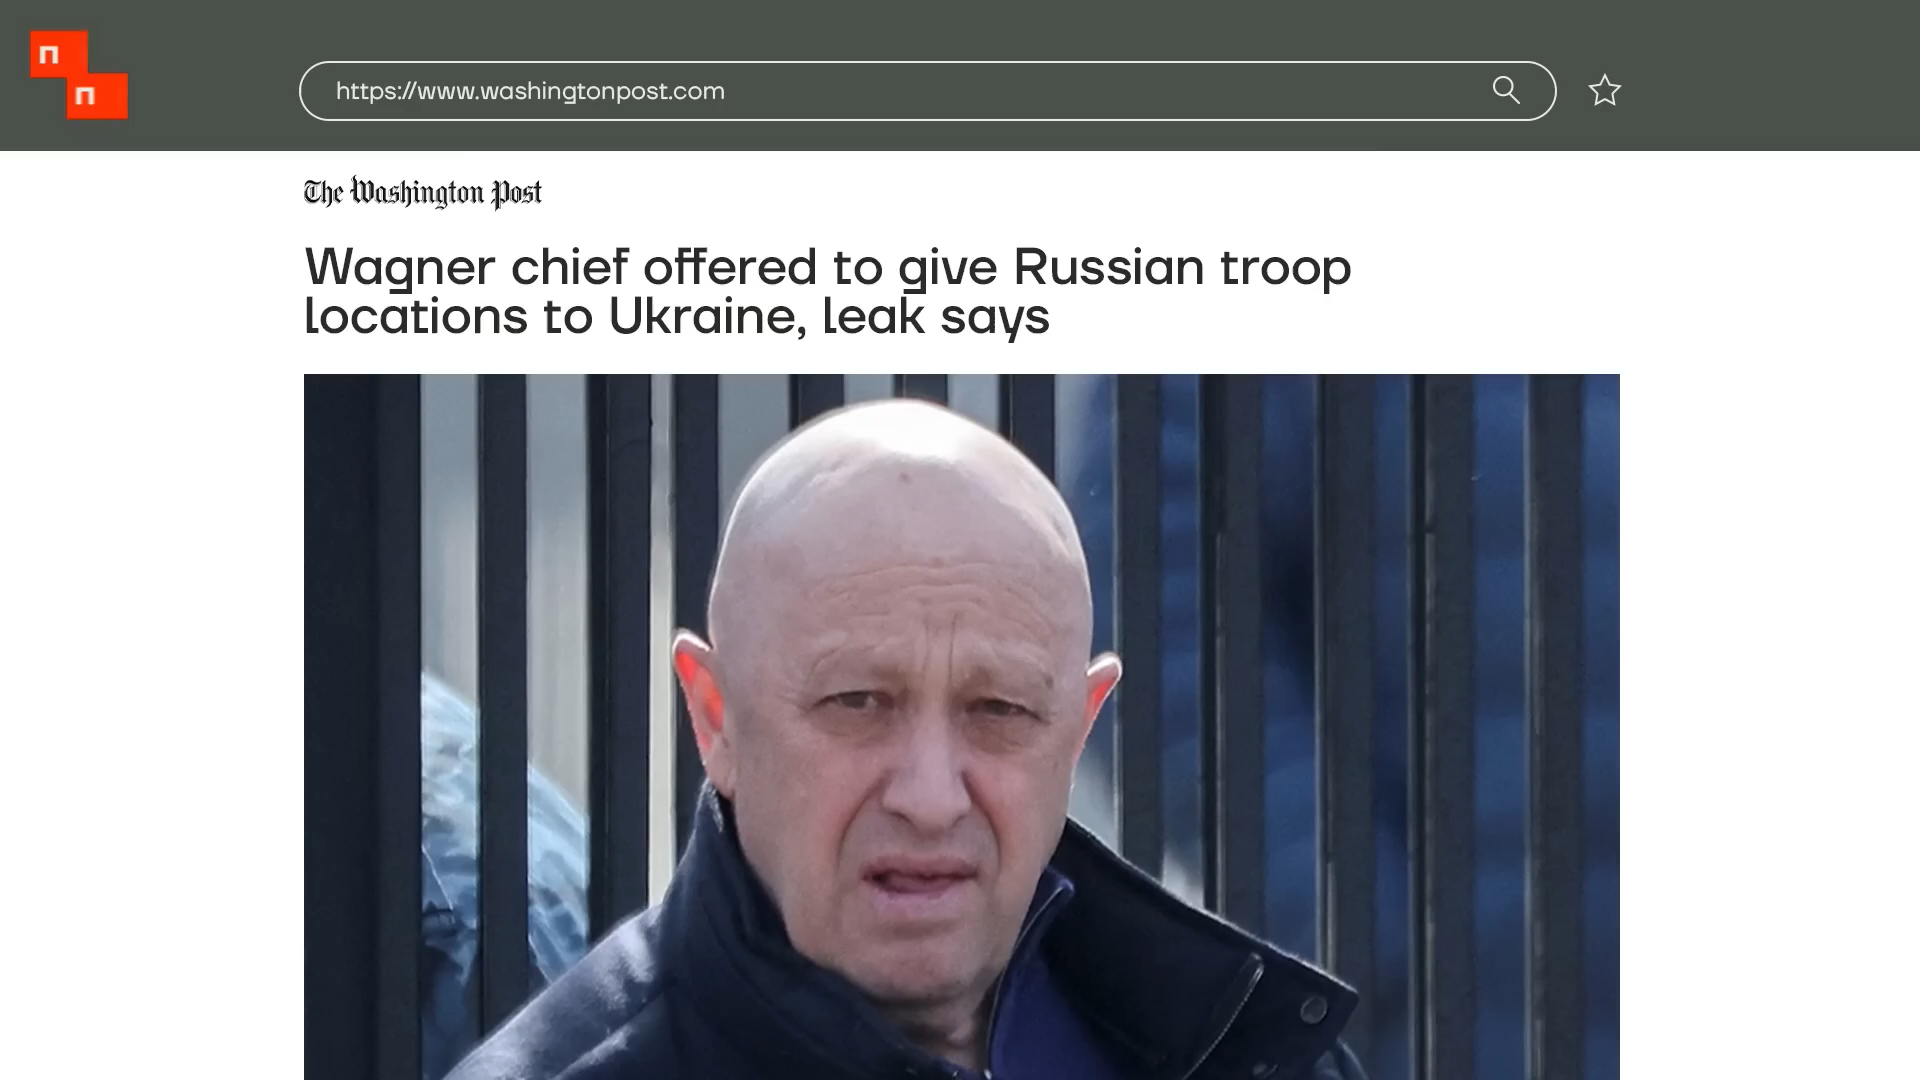 п
п
https://www.washingtonpost.com
The Washington Post
Wagner chief offered to give Russian troop
locations to Ukraine, leak says